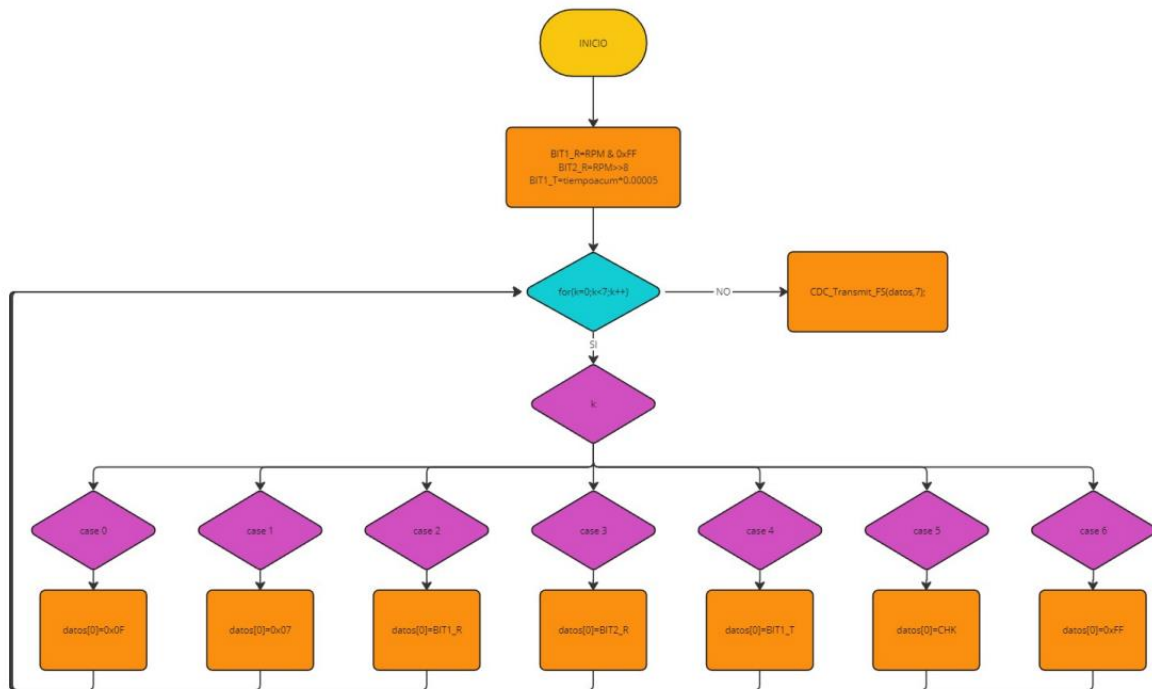 INICIO
BIT1_R=RPM & 0xFF
BIT2_R=RPM>>8
BIT1_T=tiempoacum*0.00005
for(k=0;k<7;k++)
NO
CDC_Transmit_FS(datos,7);
SI
k
case 0
case 1
case 2
case 3
case 4
case 5
case 6
datos[0]=0x0F
datos[0]=0x07
datos[0]=BIT1_R
datos[0]=BIT2_R
datos[0]=BIT1_T
datos[0]=CHK
datos[0]=0xFF